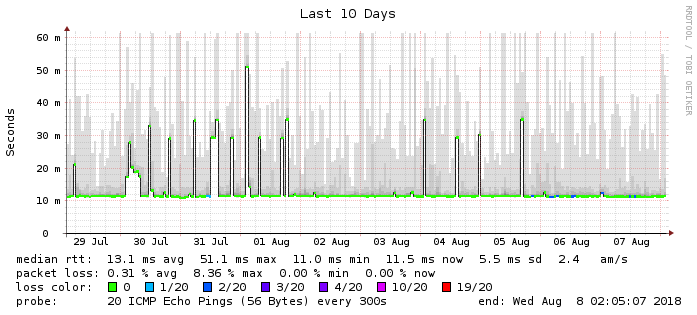 Last 10 Days
RRDTOOL / TOBI OETIKER
Seconds
60 m
50 m
40 m
30 m
20 m
10 m
0
29 Jul 30 Jul 31 Jul 01 Aug 02 Aug 03 Aug 04 Aug 05 Aug 06 Aug 07 Aug
median rtt: 13.1 ms avg 51.1 ms max 11.0 ms min 11.5 ms now 5.5 ms sd 2.4 am/s
packet loss: 0.31 % avg 8.36 % max 0.00 % min 0.00 % now
loss color: 0 1/20 2/20 3/20 4/20 10/20 19/20
probe: 20 ICMP Echo Pings (56 Bytes) every 300s end: Wed Aug 8 02:05:07 2018